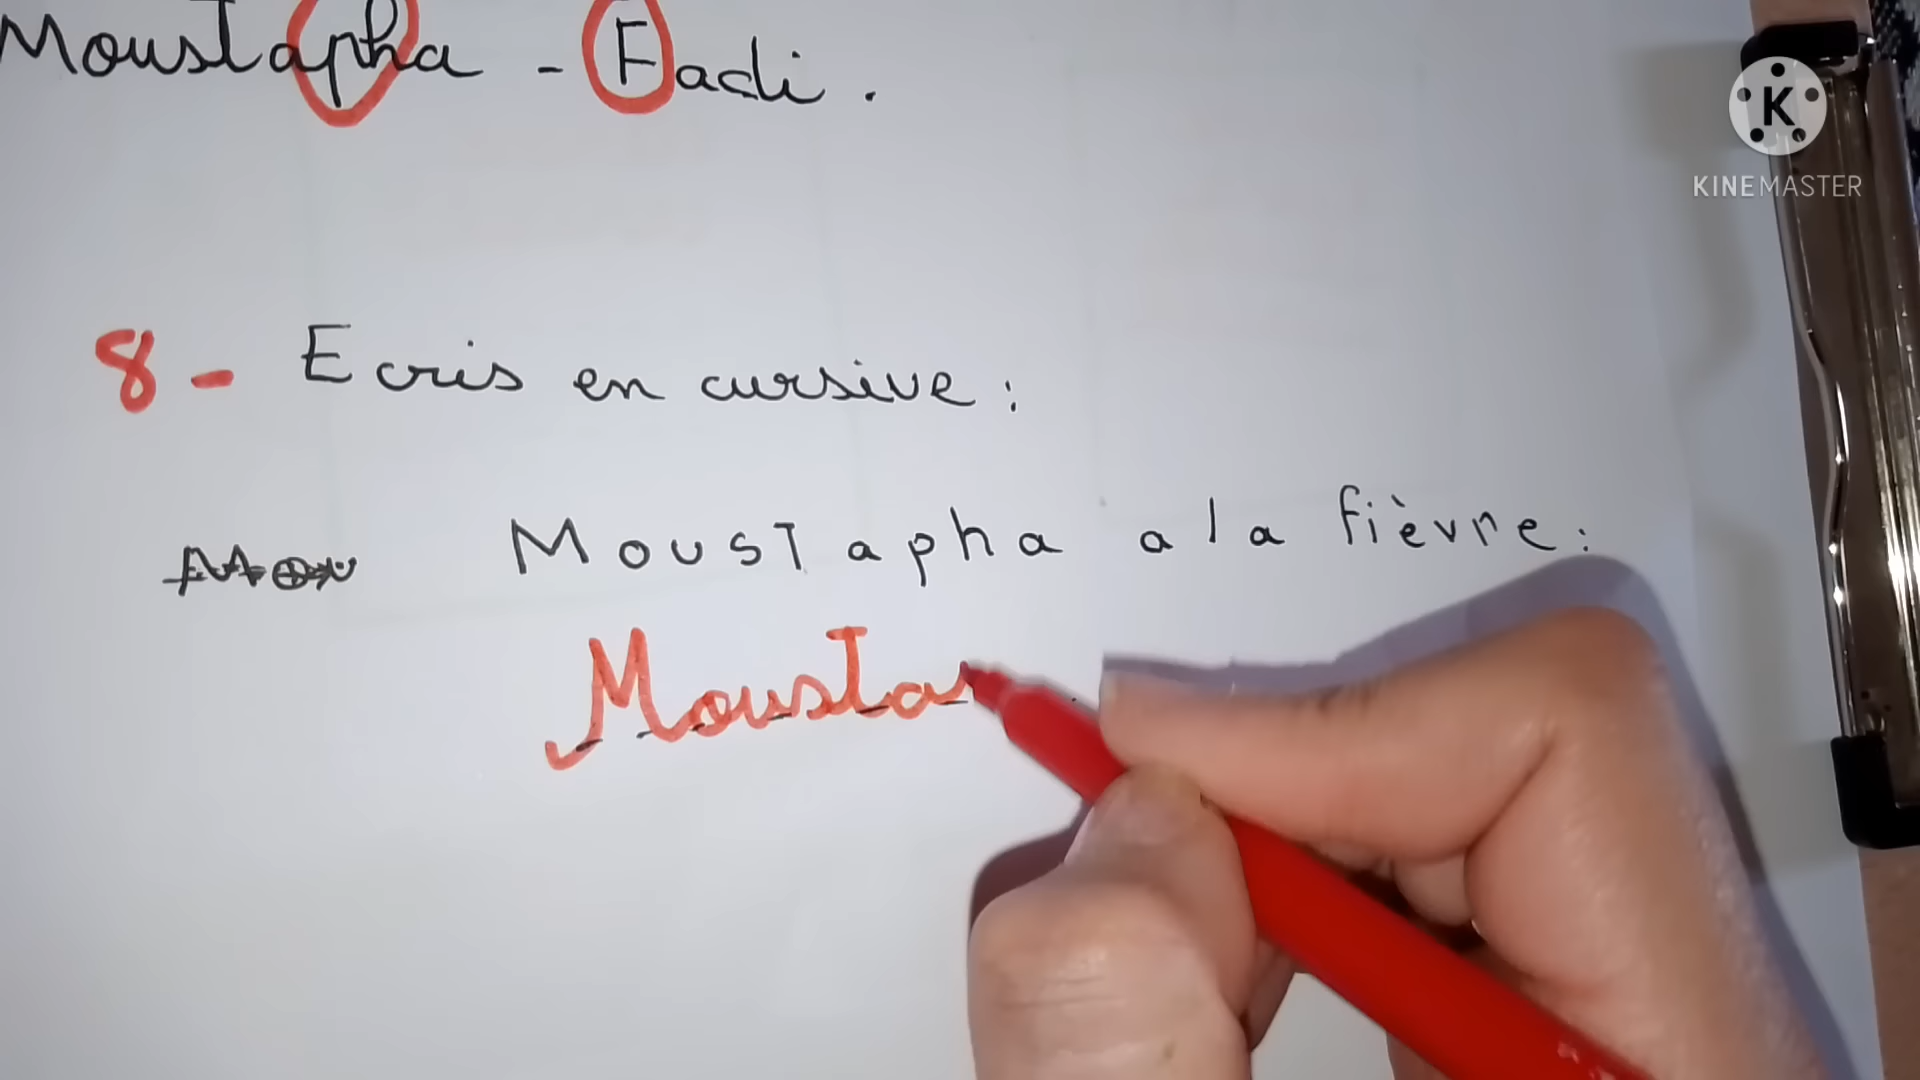 Moustapha - Fadi.
K
KINEMASTER
8- Ecris en cursive:
Moustapha a la fièvre:
Mousta